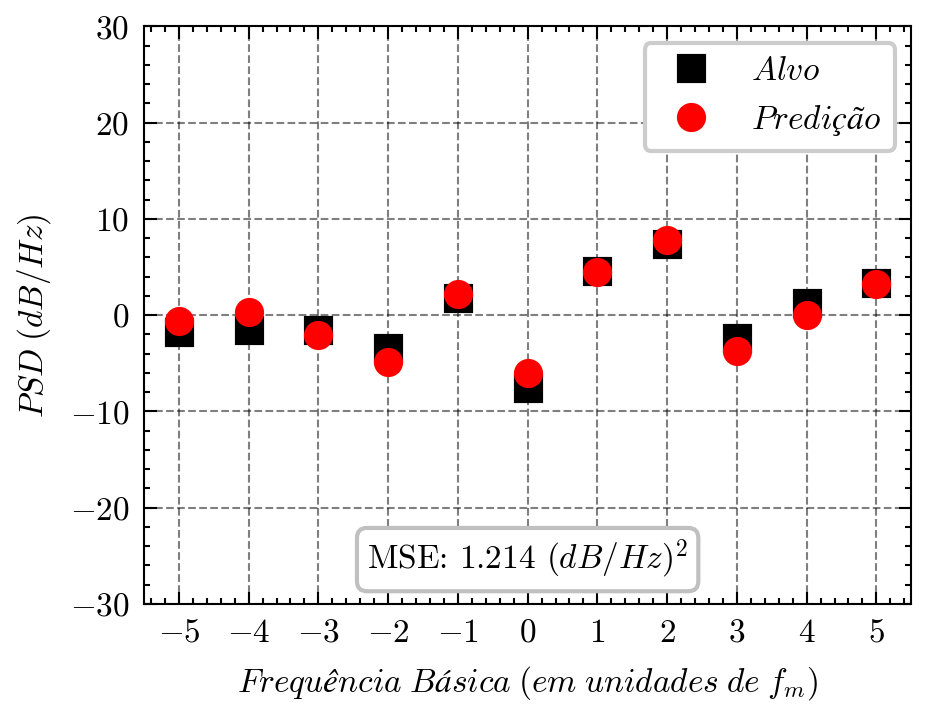 30
20
10
0
−10
−20
−30
PSD (dB/Hz)
Alvo
Predição
MSE: 1.214 (dB/Hz)²
−5 −4 −3 −2 −1 0 1 2 3 4 5
Frequência Básica (em unidades de fₘ)